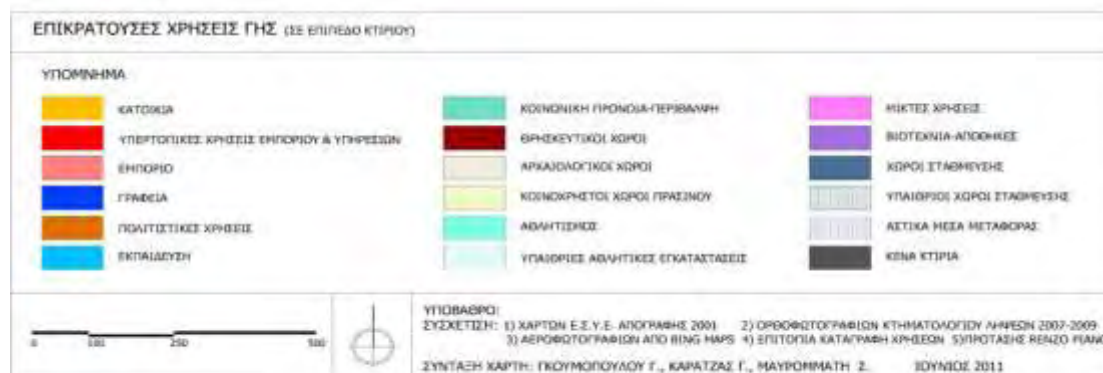 ΕΠΙΚΡΑΤΟΥΣΕΣ ΧΡΗΣΕΙΣ ΓΗΣ (ΣΕ ΕΠΙΠΕΔΟ ΚΤΙΡΙΟΥ)
ΥΠΟΜΝΗΜΑ
ΚΑΤΟΙΚΙΑ
ΥΠΕΡΤΟΠΙΚΕΣ ΧΡΗΣΕΙΣ ΕΜΠΟΡΙΟΥ & ΥΠΗΡΕΣΙΩΝ
ΕΜΠΟΡΙΟ
ΓΡΑΦΕΙΑ
ΠΟΛΙΤΙΣΤΙΚΕΣ ΧΡΗΣΕΙΣ
ΕΚΠΑΙΔΕΥΣΗ
ΚΟΙΝΩΝΙΚΗ ΠΡΟΝΟΙΑ-ΠΕΡΙΘΑΛΨΗ
ΘΡΗΣΚΕΥΤΙΚΟΙ ΧΩΡΟΙ
ΑΡΧΑΙΟΛΟΓΙΚΟΙ ΧΩΡΟΙ
ΚΟΙΝΟΧΡΗΣΤΟΙ ΧΩΡΟΙ ΠΡΑΣΙΝΟΥ
ΑΘΛΗΤΙΣΜΟΣ
ΥΠΑΙΘΡΙΕΣ ΑΘΛΗΤΙΚΕΣ ΕΓΚΑΤΑΣΤΑΣΕΙΣ
ΜΙΚΤΕΣ ΧΡΗΣΕΙΣ
ΒΙΟΤΕΧΝΙΑ-ΑΠΟΘΗΚΕΣ
ΧΩΡΟΙ ΣΤΑΘΜΕΥΣΗΣ
ΥΠΑΙΘΡΙΟΙ ΧΩΡΟΙ ΣΤΑΘΜΕΥΣΗΣ
ΑΣΤΙΚΑ ΜΕΣΑ ΜΕΤΑΦΟΡΑΣ
ΚΕΝΑ ΚΤΙΡΙΑ
0 100 250 500
ΥΠΟΒΑΘΡΟ:
ΣΥΣΧΕΤΙΣΗ: 1) ΧΑΡΤΩΝ Ε.Σ.Υ.Ε. ΑΠΟΓΡΑΦΗΣ 2001 2) ΟΡΘΟΦΩΤΟΓΡΑΦΙΩΝ ΚΤΗΜΑΤΟΛΟΓΙΟΥ ΛΗΨΕΩΝ 2007-2009
3) ΑΕΡΟΦΩΤΟΓΡΑΦΙΩΝ ΑΠΟ BING MAPS 4) ΕΠΙΤΟΠΙΑ ΚΑΤΑΓΡΑΦΗ ΧΡΗΣΕΩΝ 5)ΠΡΟΤΑΣΗΣ RENZO PIANO
ΣΥΝΤΑΞΗ ΧΑΡΤΗ: ΓΚΟΥΜΟΠΟΥΛΟΥ Γ., ΚΑΡΑΤΖΑΣ Γ., ΜΑΥΡΟΜΜΑΤΗ Σ. ΙΟΥΝΙΟΣ 2011